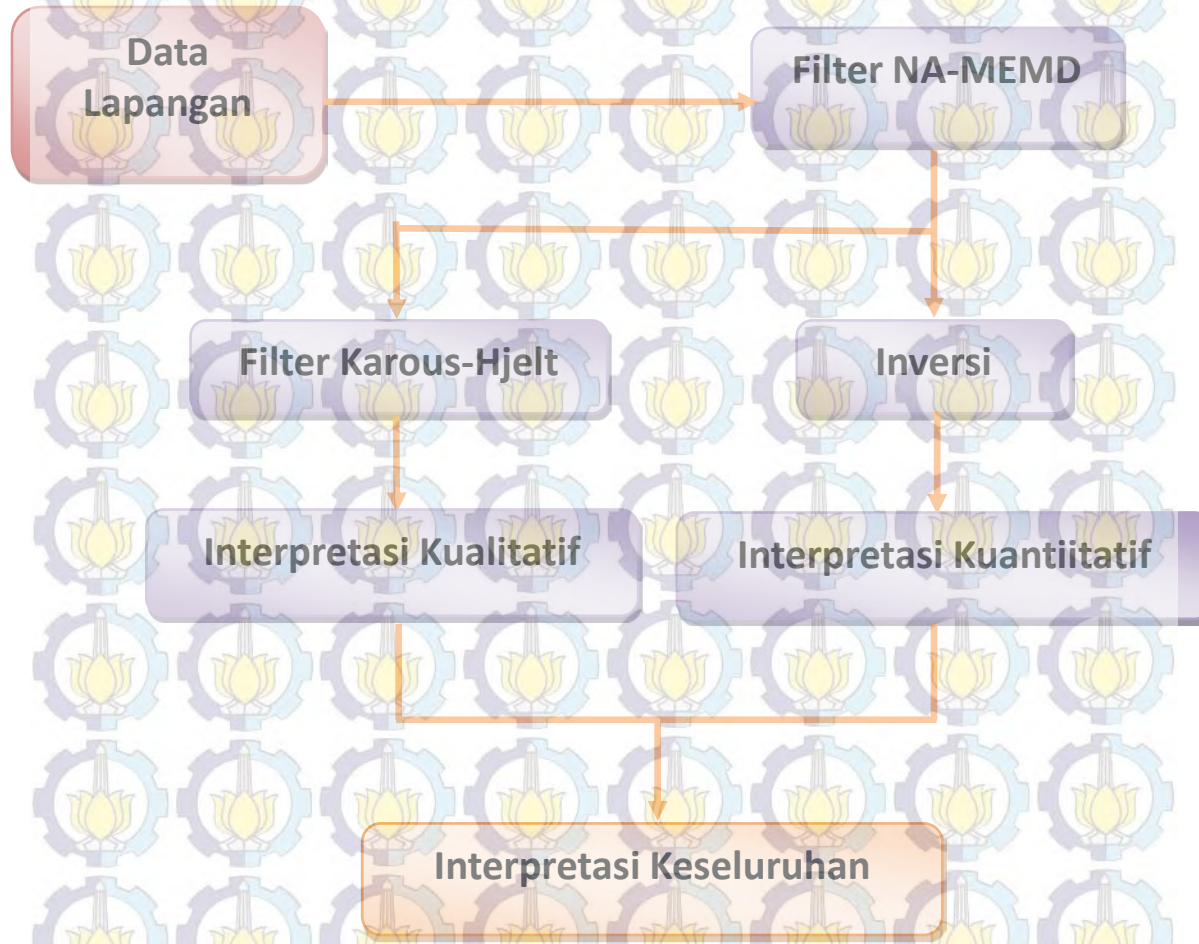 Data
Lapangan
Filter NA-MEMD
Filter Karous-Hjelt
Inversi
Interpretasi Kualitatif
Interpretasi Kuantiitatif
Interpretasi Keseluruhan